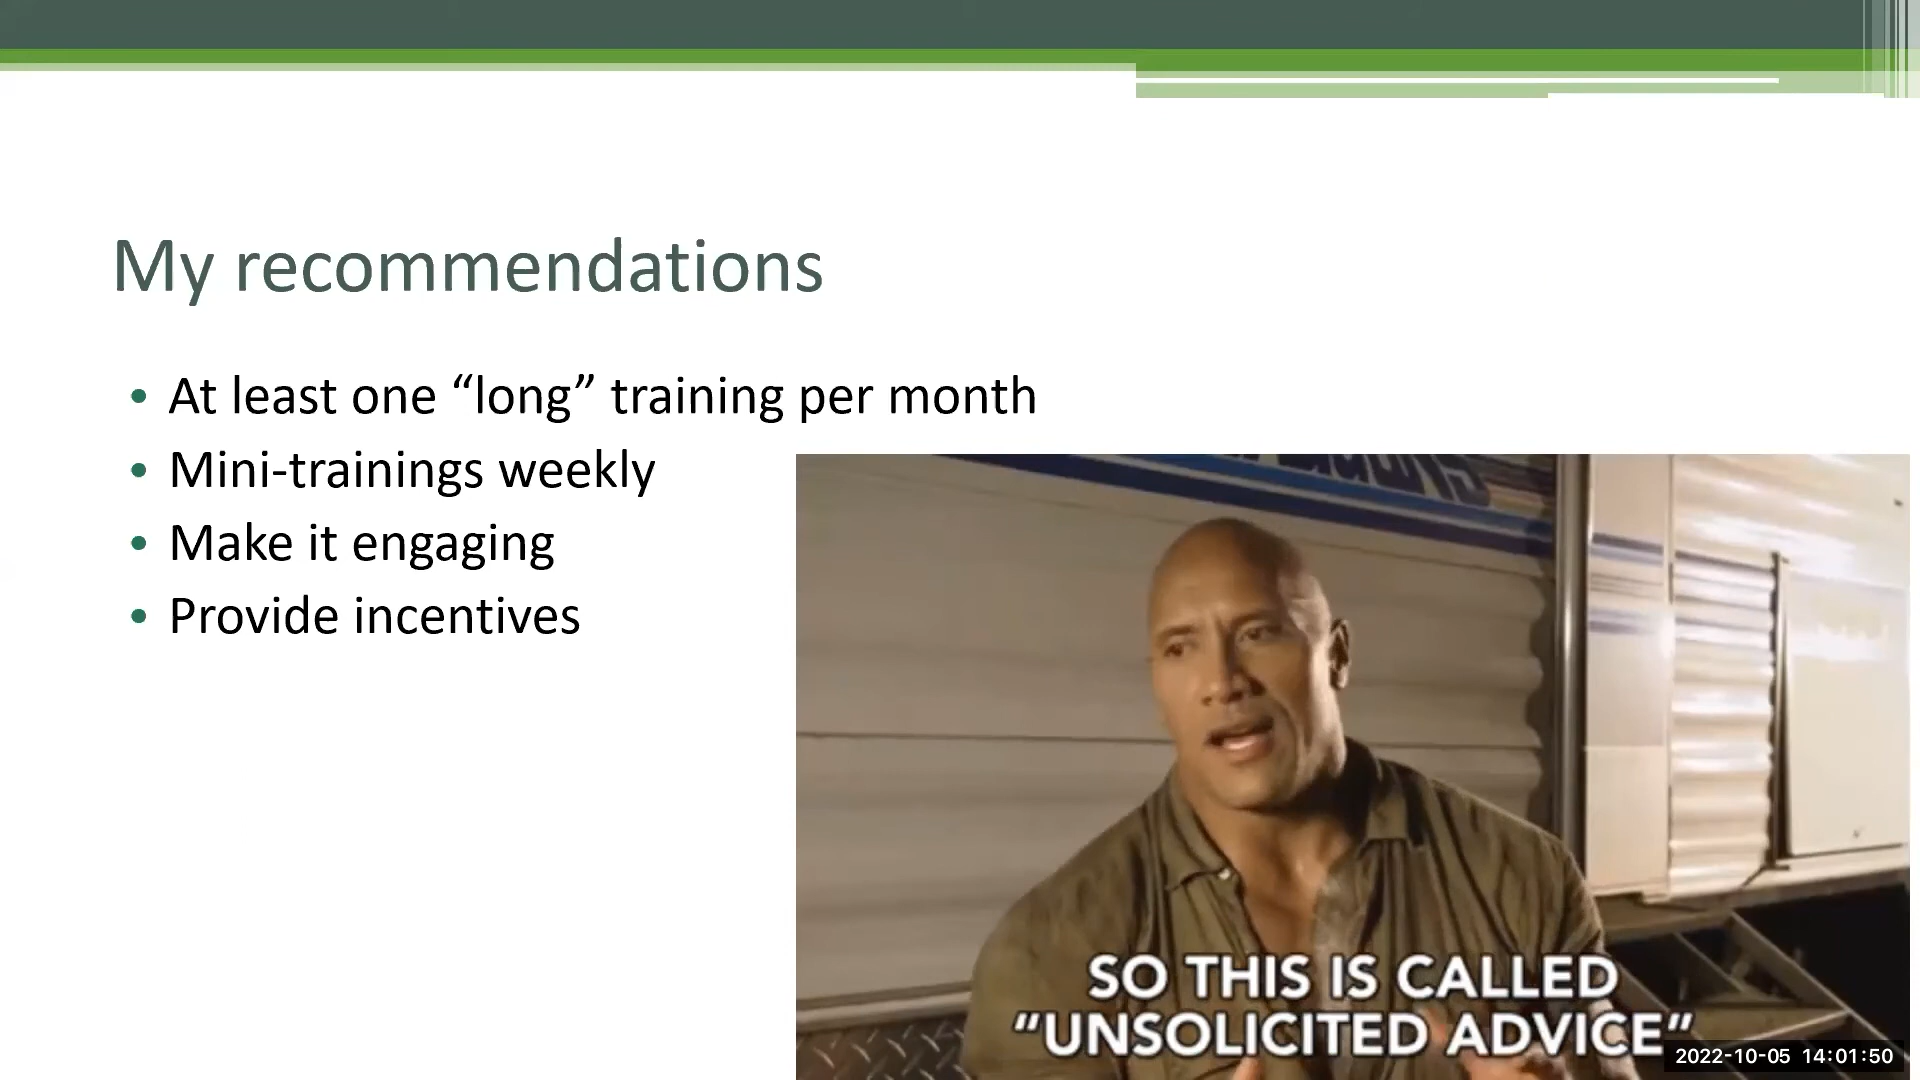 My recommendations
• At least one “long” training per month
• Mini-trainings weekly
• Make it engaging
• Provide incentives
SO THIS IS CALLED
“UNSOLICITED ADVICE”
2022-10-05 14:01:50